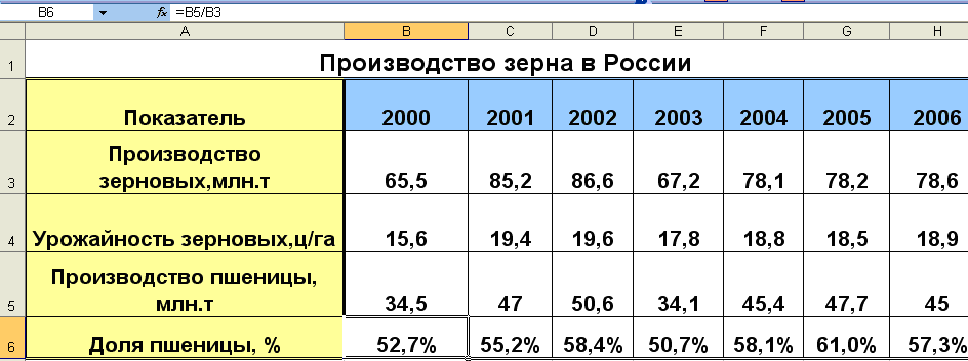 B6 fx =B5/B3
A B C D E F G H
1 Производство зерна в России
2 Показатель 2000 2001 2002 2003 2004 2005 2006
Производство
3 зерновых,млн.т 65,5 85,2 86,6 67,2 78,1 78,2 78,6
4 Урожайность зерновых,ц/га 15,6 19,4 19,6 17,8 18,8 18,5 18,9
Производство пшеницы,
5 млн.т 34,5 47 50,6 34,1 45,4 47,7 45
6 Доля пшеницы, % 52,7% 55,2% 58,4% 50,7% 58,1% 61,0% 57,3%